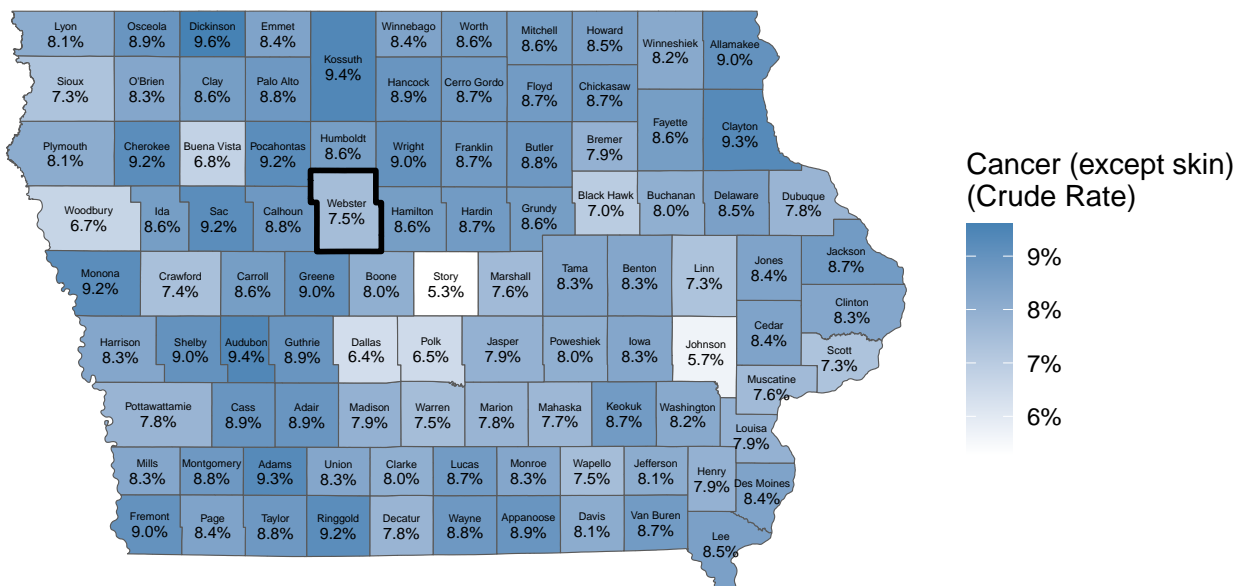 Lyon
8.1%
Osceola
8.9%
Dickinson
9.6%
Emmet
8.4%
Kossuth
9.4%
Winnebago
8.4%
Worth
8.6%
Mitchell
8.6%
Howard
8.5%
Winneshiek
8.2%
Allamakee
9.0%
Sioux
7.3%
O'Brien
8.3%
Clay
8.6%
Palo Alto
8.8%
Hancock
8.9%
Cerro Gordo
8.7%
Floyd
8.7%
Chickasaw
8.7%
Fayette
8.6%
Clayton
9.3%
Plymouth
8.1%
Cherokee
9.2%
Buena Vista
6.8%
Pocahontas
9.2%
Humboldt
8.6%
Wright
9.0%
Franklin
8.7%
Butler
8.8%
Bremer
7.9%
Woodbury
6.7%
Ida
8.6%
Sac
9.2%
Calhoun
8.8%
Webster
7.5%
Hamilton
8.6%
Hardin
8.7%
Grundy
8.6%
Black Hawk
7.0%
Buchanan
8.0%
Delaware
8.5%
Dubuque
7.8%
Monona
9.2%
Crawford
7.4%
Carroll
8.6%
Greene
9.0%
Boone
8.0%
Story
5.3%
Marshall
7.6%
Tama
8.3%
Benton
8.3%
Linn
7.3%
Jones
8.4%
Jackson
8.7%
Clinton
8.3%
Harrison
8.3%
Shelby
9.0%
Audubon
9.4%
Guthrie
8.9%
Dallas
6.4%
Polk
6.5%
Jasper
7.9%
Poweshiek
8.0%
Iowa
8.3%
Johnson
5.7%
Cedar
8.4%
Scott
7.3%
Muscatine
7.6%
Pottawattamie
7.8%
Cass
8.9%
Adair
8.9%
Madison
7.9%
Warren
7.5%
Marion
7.8%
Mahaska
7.7%
Keokuk
8.7%
Washington
8.2%
Louisa
7.9%
Mills
8.3%
Montgomery
8.8%
Adams
9.3%
Union
8.3%
Clarke
8.0%
Lucas
8.7%
Monroe
8.3%
Wapello
7.5%
Jefferson
8.1%
Henry
7.9%
Des Moines
8.4%
Fremont
9.0%
Page
8.4%
Taylor
8.8%
Ringgold
9.2%
Decatur
7.8%
Wayne
8.8%
Appanoose
8.9%
Davis
8.1%
Van Buren
8.7%
Lee
8.5%
Cancer (except skin)
(Crude Rate)
9%
8%
7%
6%